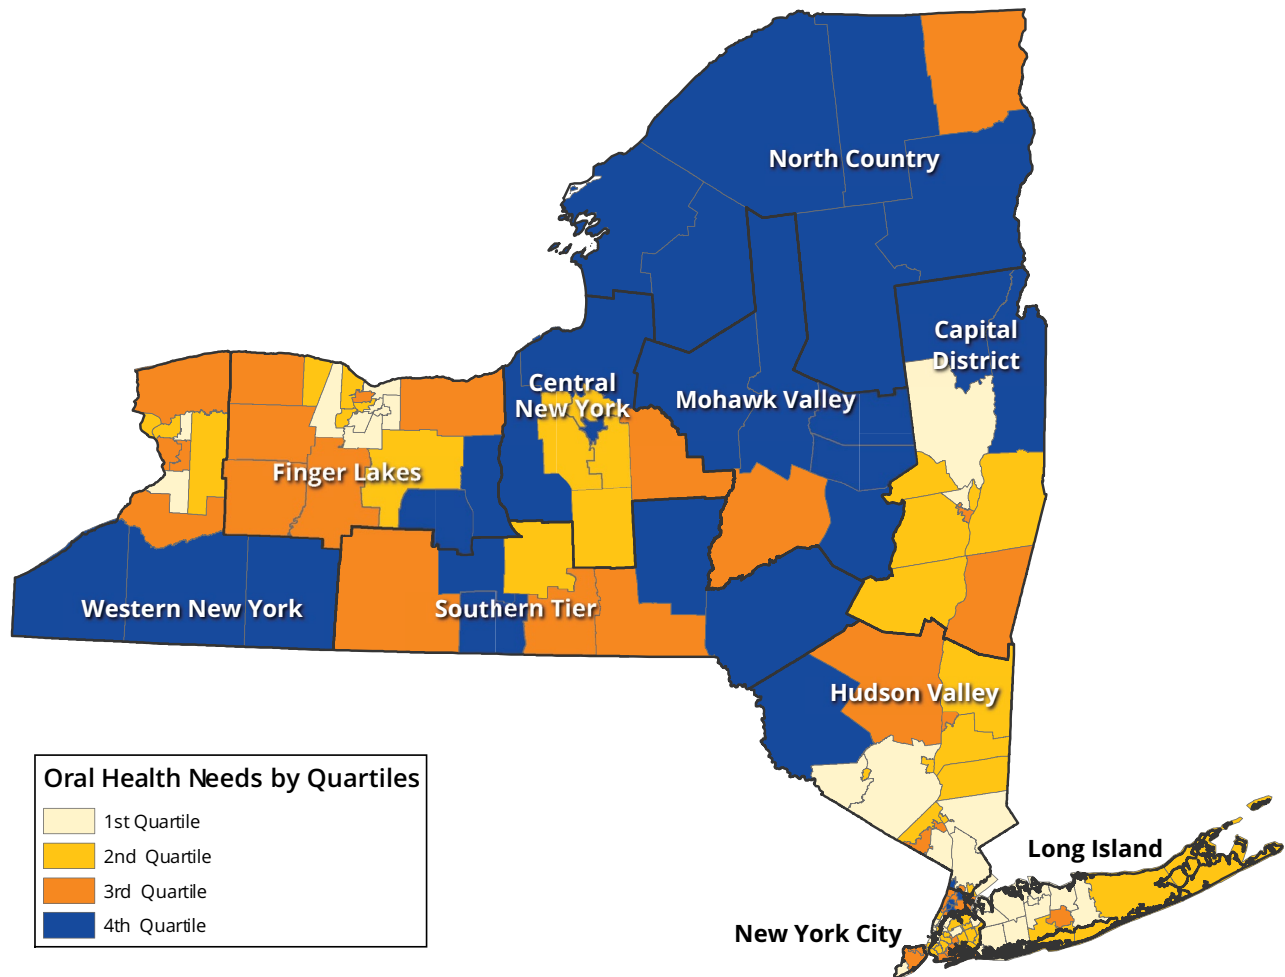 North Country
Capital
District
Central
New York
Mohawk Valley
Finger Lakes
Western New York
Southern Tier
Hudson Valley
Oral Health Needs by Quartiles
1st Quartile
2nd Quartile
3rd Quartile
4th Quartile
Long Island
New York City